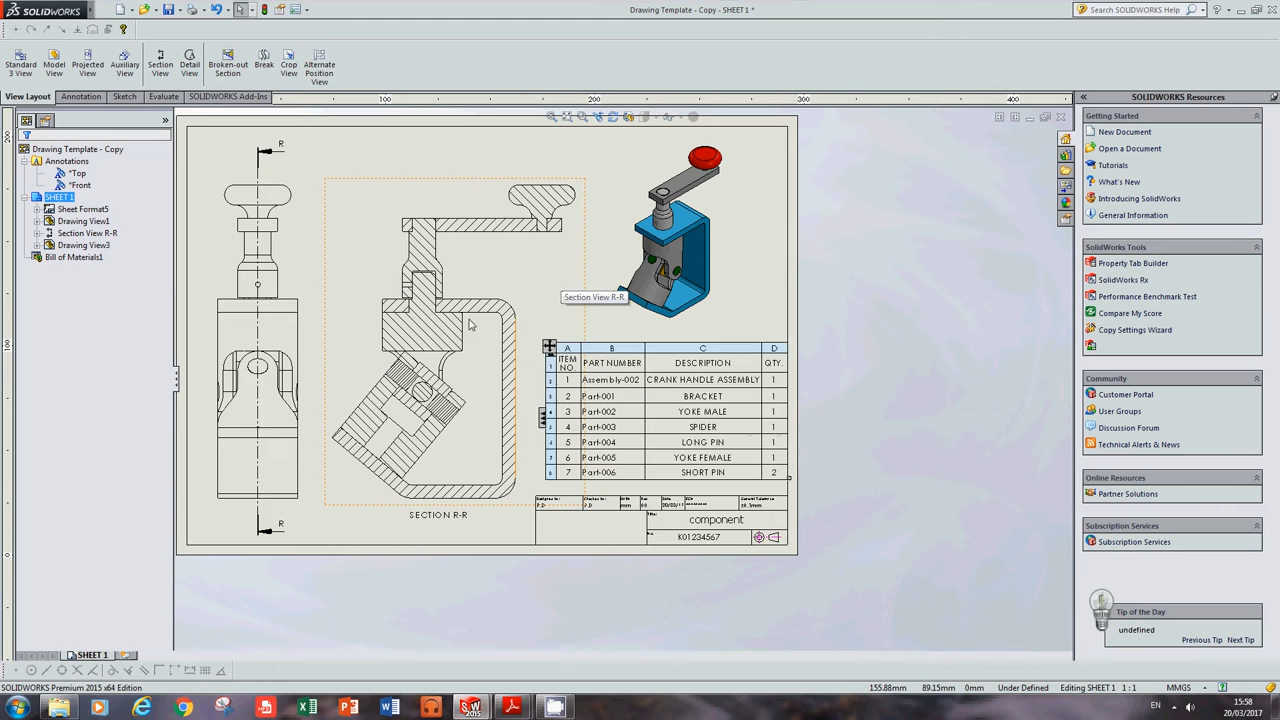 SOLIDWORKS
Drawing Template - Copy - SHEET 1 *
Search SOLIDWORKS Help
Standard 3 View
Model View
Projected View
Auxiliary View
Section View
Detail View
Broken-out Section
Break
Crop View
Alternate Position View
View Layout
Annotation
Sketch
Evaluate
SOLIDWORKS Add-Ins
100
200
300
400
Drawing Template - Copy
Annotations
*Top
*Front
SHEET 1
Sheet Format5
Drawing View1
Section View R-R
Drawing View3
Bill of Materials1
200
100
0
R
R
SECTION R-R
Section View R-R
A B C D
ITEM NO. PART NUMBER DESCRIPTION QTY.
1 Assembly-002 CRANK HANDLE ASSEMBLY 1
2 Part-001 BRACKET 1
3 Part-002 YOKE MALE 1
4 Part-003 SPIDER 1
5 Part-004 LONG PIN 1
6 Part-005 YOKE FEMALE 1
7 Part-006 SHORT PIN 2
component
K01234567
SOLIDWORKS Resources
Getting Started
New Document
Open a Document
Tutorials
What's New
Introducing SolidWorks
General Information
SolidWorks Tools
Property Tab Builder
SolidWorks Rx
Performance Benchmark Test
Compare My Score
Copy Settings Wizard
Community
Customer Portal
User Groups
Discussion Forum
Technical Alerts & News
Online Resources
Partner Solutions
Subscription Services
SolidWorks Services
Tip of the Day
undefined
Previous Tip Next Tip
SHEET 1
SOLIDWORKS Premium 2015 x64 Edition
155.88mm 89.15mm 0mm Under Defined Editing SHEET 1 1 : 1 MMGS
EN
15:58
20/03/2017